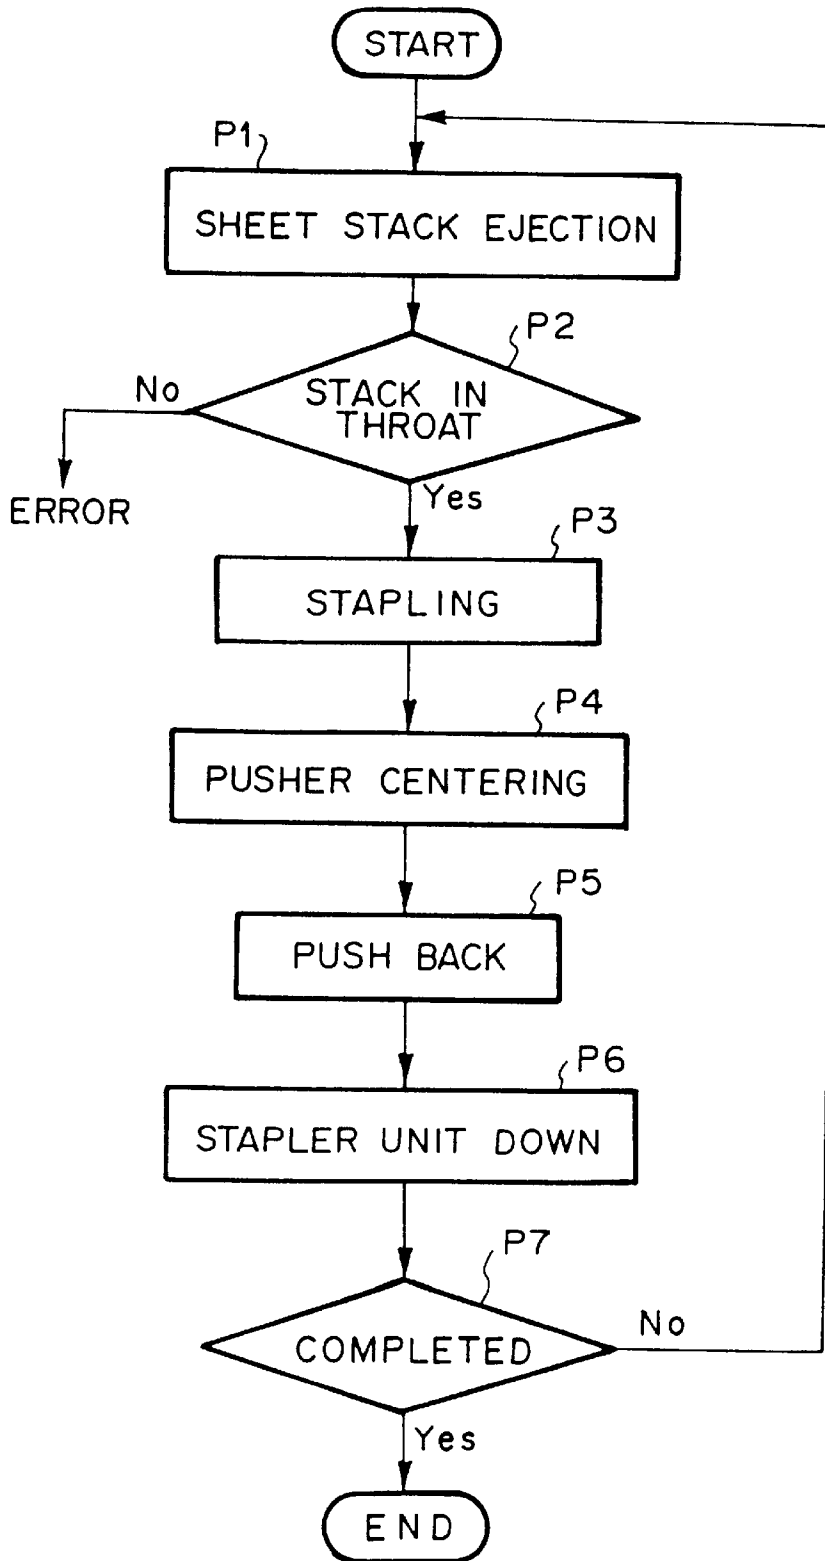 START
P1
SHEET STACK EJECTION
P2
No
STACK IN
THROAT
ERROR
Yes
P3
STAPLING
P4
PUSHER CENTERING
P5
PUSH BACK
P6
STAPLER UNIT DOWN
P7
COMPLETED
No
Yes
END